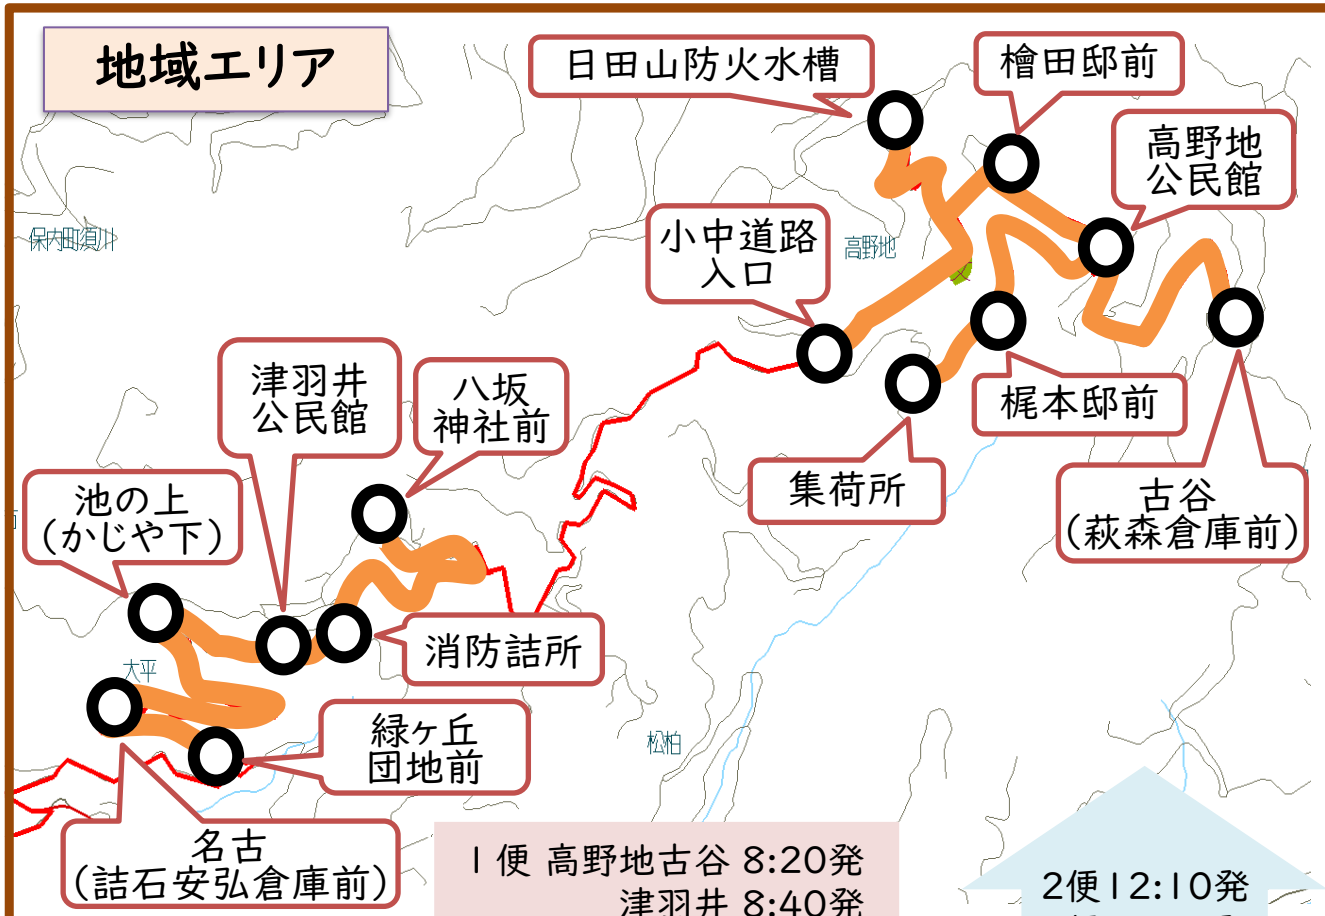 地域エリア
日田山防火水槽
檜田邸前
高野地
公民館
保内町須川
小中道路
入口
高野地
津羽井
公民館
八坂
神社前
梶本邸前
集荷所
古谷
(萩森倉庫前)
池の上
(かじや下)
消防詰所
大平
緑ヶ丘
団地前
松柏
名古
(詰石安弘倉庫前)
1便 高野地古谷 8:20発
津羽井 8:40発
2便12:10発